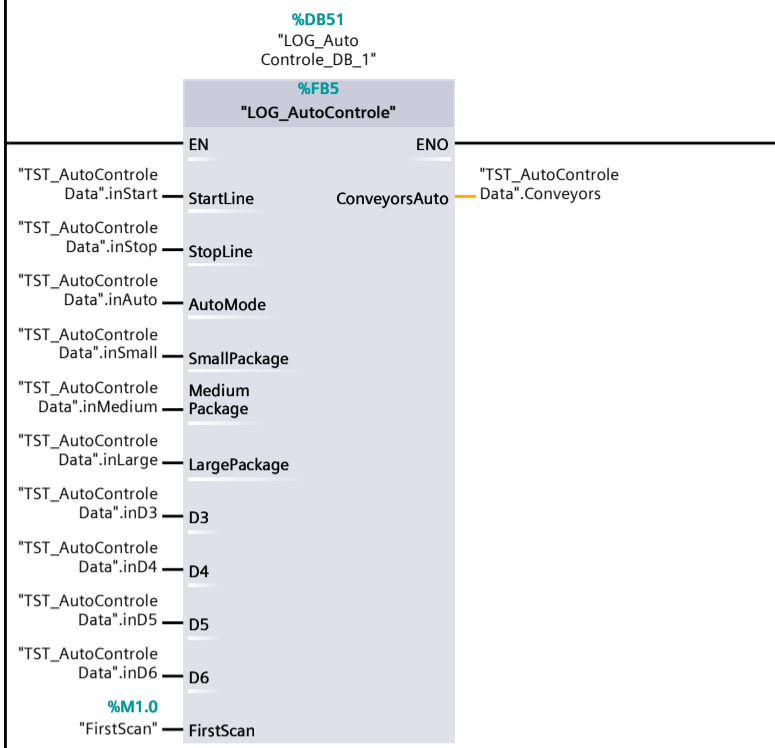 %DB51
"LOG_Auto
Controle_DB_1"
%FB5
"LOG_AutoControle"
EN
ENO
"TST_AutoControle
Data".inStart
StartLine
ConveyorsAuto
"TST_AutoControle
Data".Conveyors
"TST_AutoControle
Data".inStop
StopLine
"TST_AutoControle
Data".inAuto
AutoMode
"TST_AutoControle
Data".inSmall
SmallPackage
"TST_AutoControle
Data".inMedium
Medium
Package
"TST_AutoControle
Data".inLarge
LargePackage
"TST_AutoControle
Data".inD3
D3
"TST_AutoControle
Data".inD4
D4
"TST_AutoControle
Data".inD5
D5
"TST_AutoControle
Data".inD6
D6
%M1.0
"FirstScan"
FirstScan